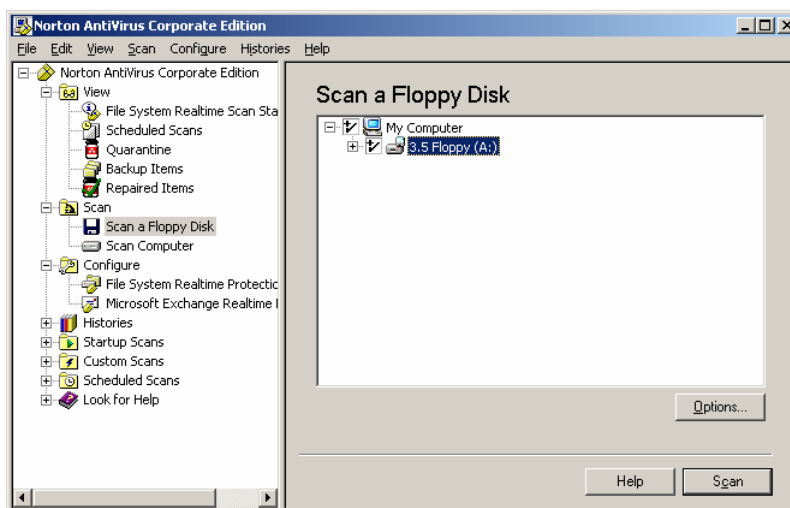 Norton AntiVirus Corporate Edition
File Edit View Scan Configure Histories Help
Norton AntiVirus Corporate Edition
View
File System Realtime Scan Sta
Scheduled Scans
Quarantine
Backup Items
Repaired Items
Scan
Scan a Floppy Disk
Scan Computer
Configure
File System Realtime Protectic
Microsoft Exchange Realtime I
Histories
Startup Scans
Custom Scans
Scheduled Scans
Look for Help
Scan a Floppy Disk
My Computer
3.5 Floppy (A:)
Options...
Help Scan